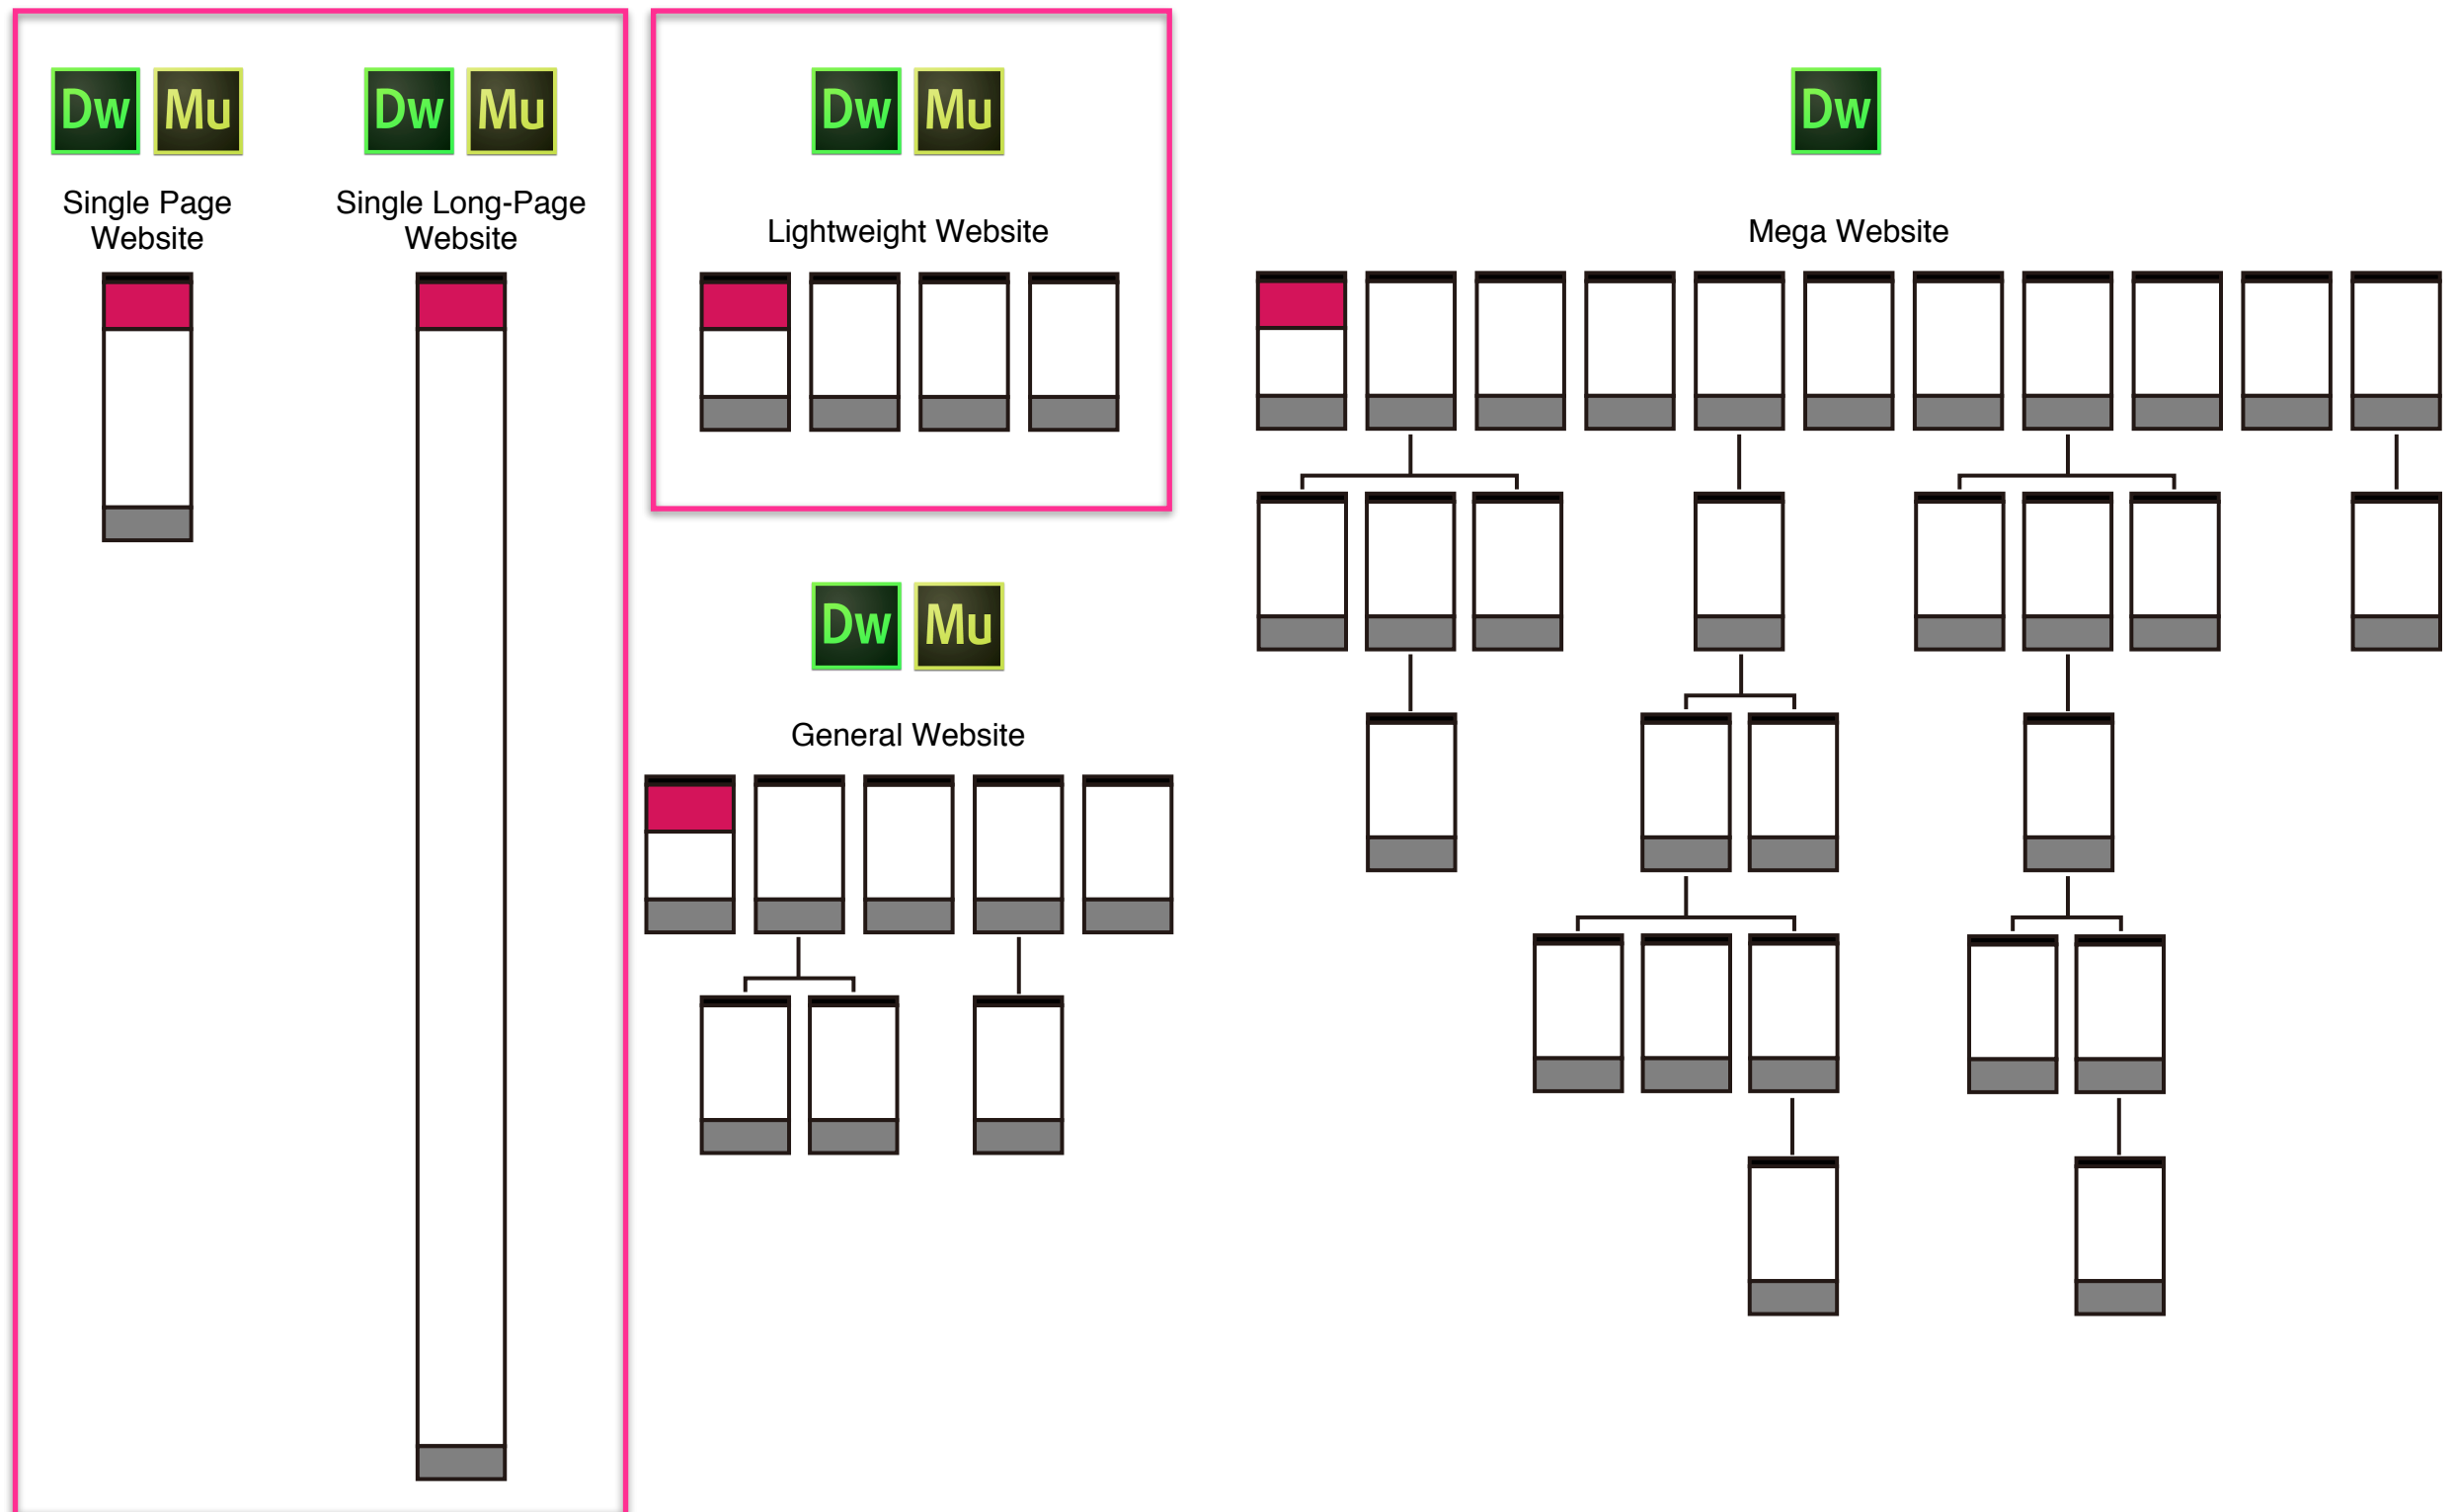 Dw Mu
Single Page
Website
Dw Mu
Single Long-Page
Website
Dw Mu
Lightweight Website
Dw Mu
General Website
Dw
Mega Website